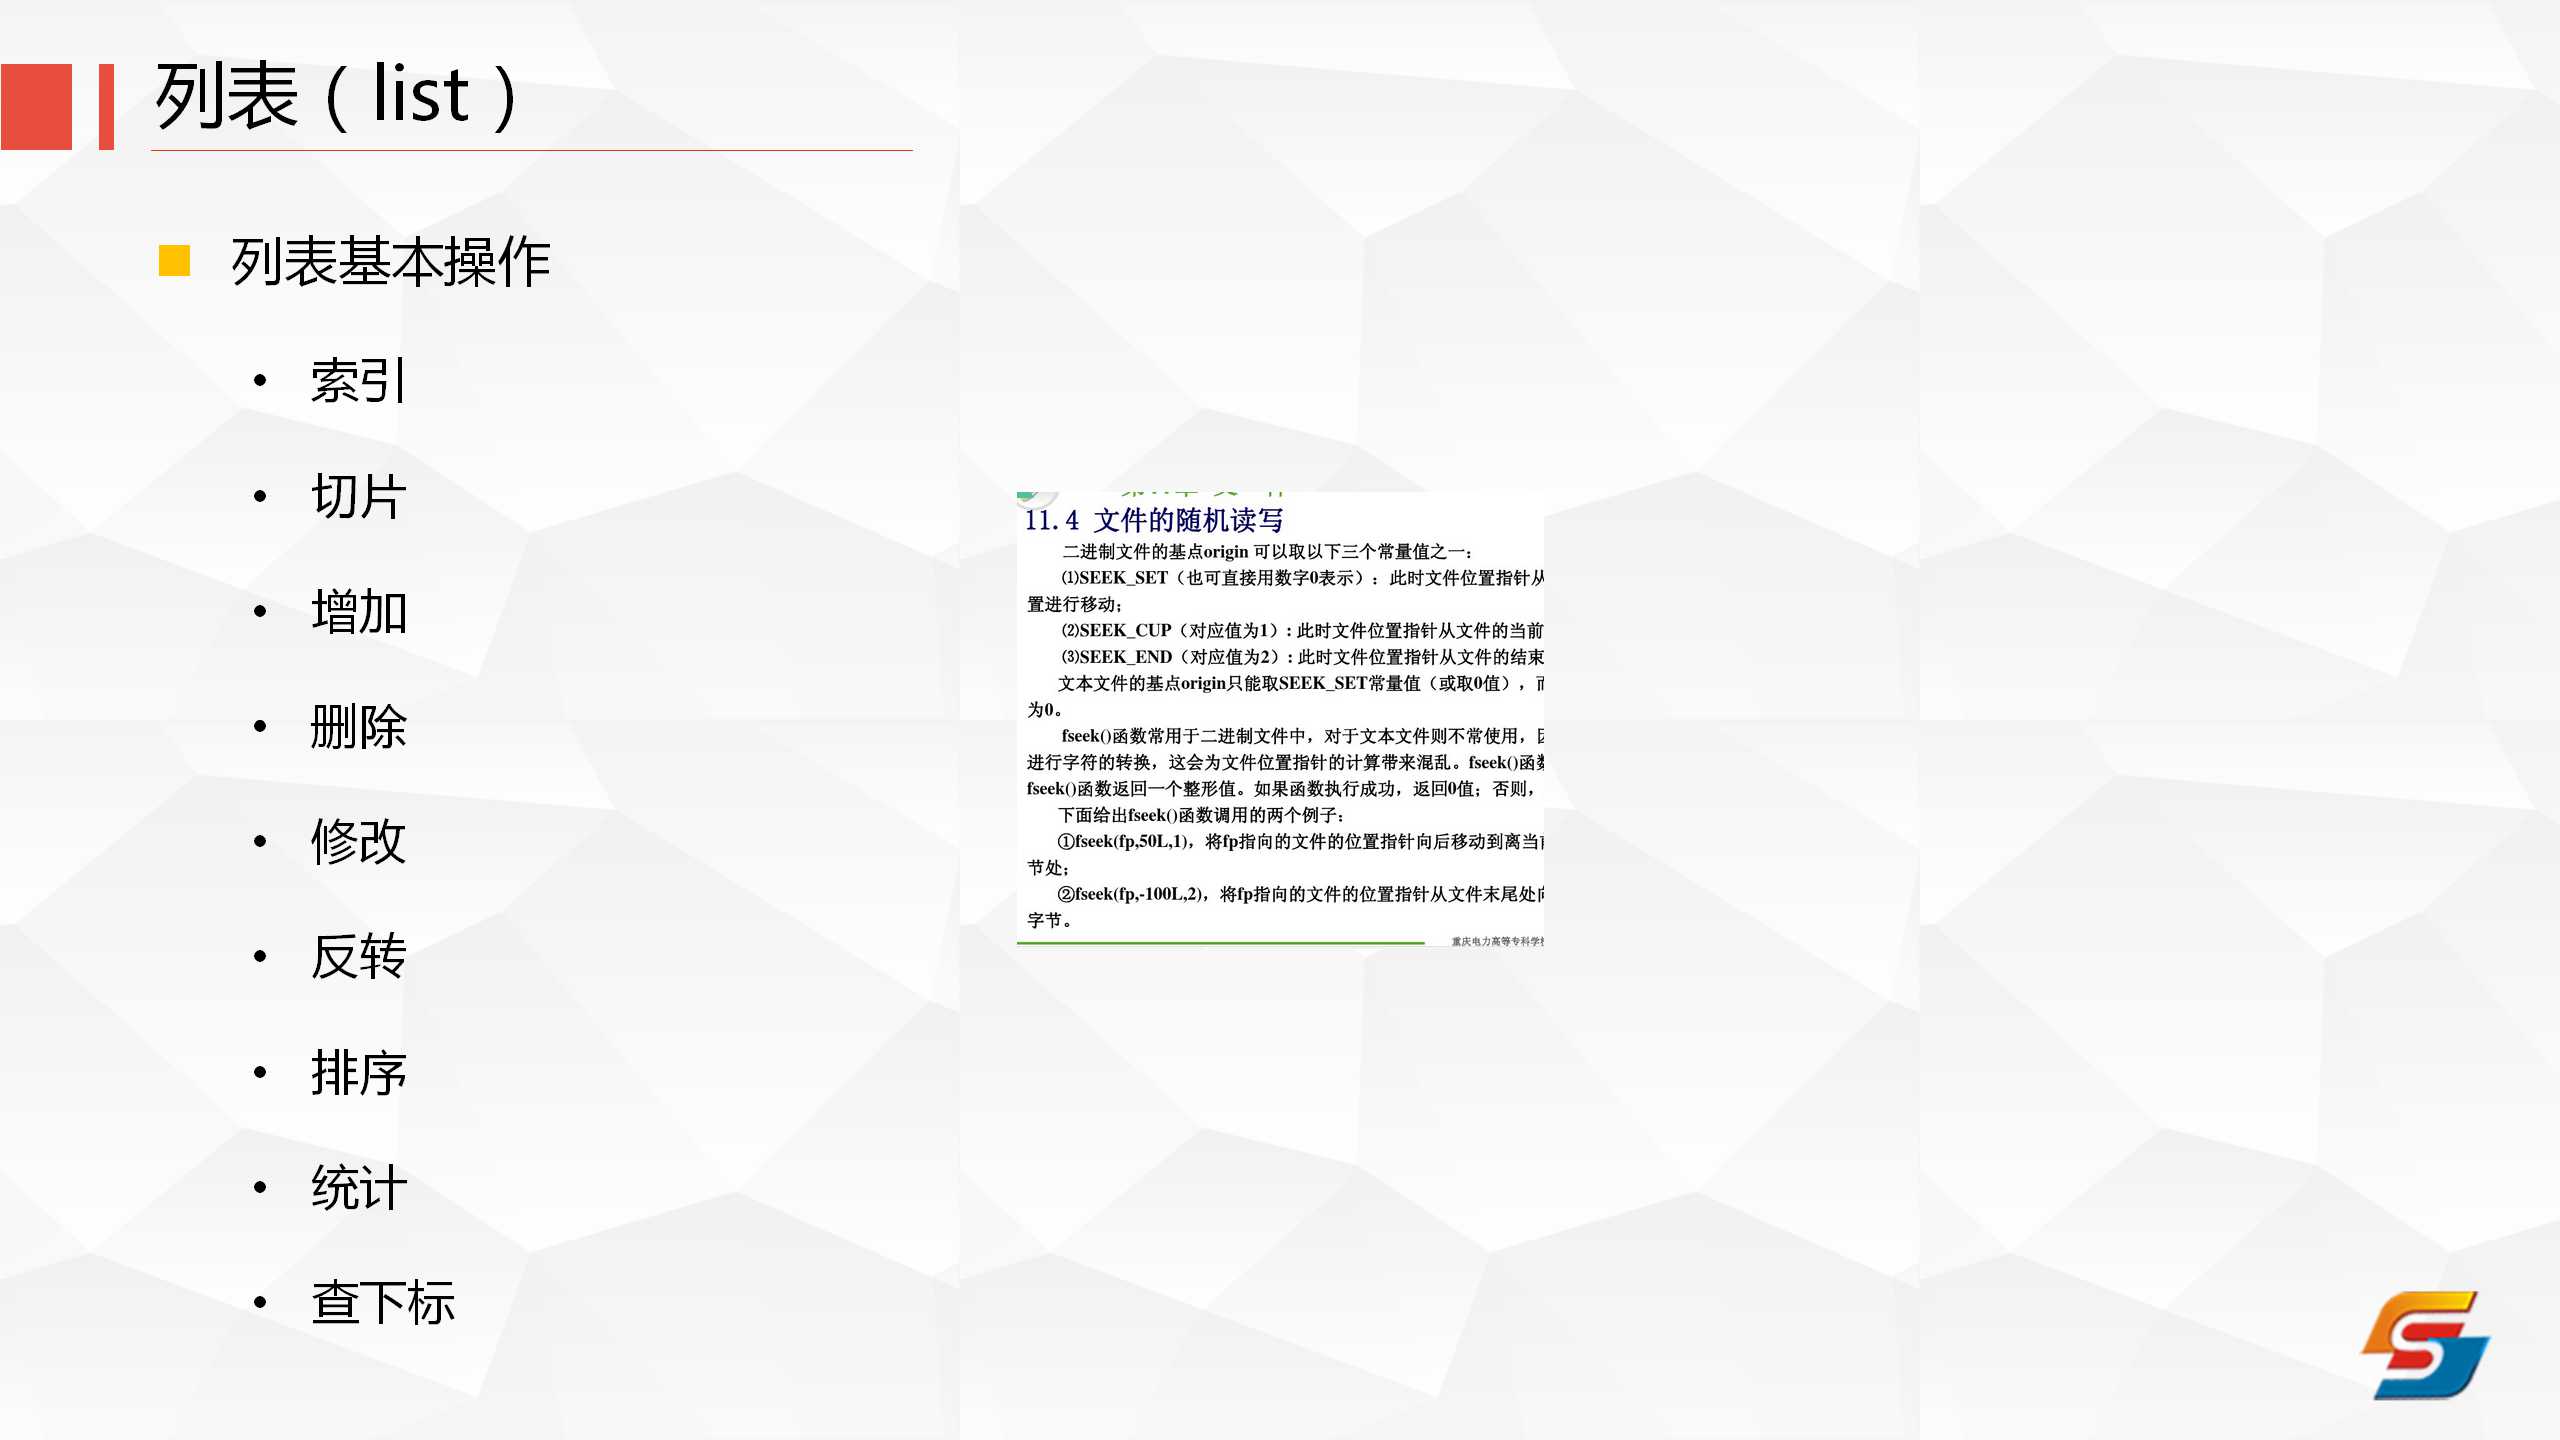 列表（list）
列表基本操作
• 索引
• 切片
• 增加
• 删除
• 修改
• 反转
• 排序
• 统计
• 查下标
11.4 文件的随机读写
二进制文件的基点origin 可以取以下三个常量值之一：
⑴SEEK_SET（也可直接用数字0表示）：此时文件位置指针从
置进行移动；
⑵SEEK_CUP（对应值为1）：此时文件位置指针从文件的当前
⑶SEEK_END（对应值为2）：此时文件位置指针从文件的结束
文本文件的基点origin只能取SEEK_SET常量值（或取0值），
为0。
fseek()函数常用于二进制文件中，对于文本文件则不常使用，
进行字符的转换，这会为文件位置指针的计算带来混乱。fseek()函
fseek()函数返回一个整形值。如果函数执行成功，返回0值；否则，
下面给出fseek()函数调用的两个例子：
①fseek(fp,50L,1)，将fp指向的文件的位置指针向后移动到离当
节处；
②fseek(fp,-100L,2)，将fp指向的文件的位置指针从文件末尾处
字节。
重庆电力高等专科学